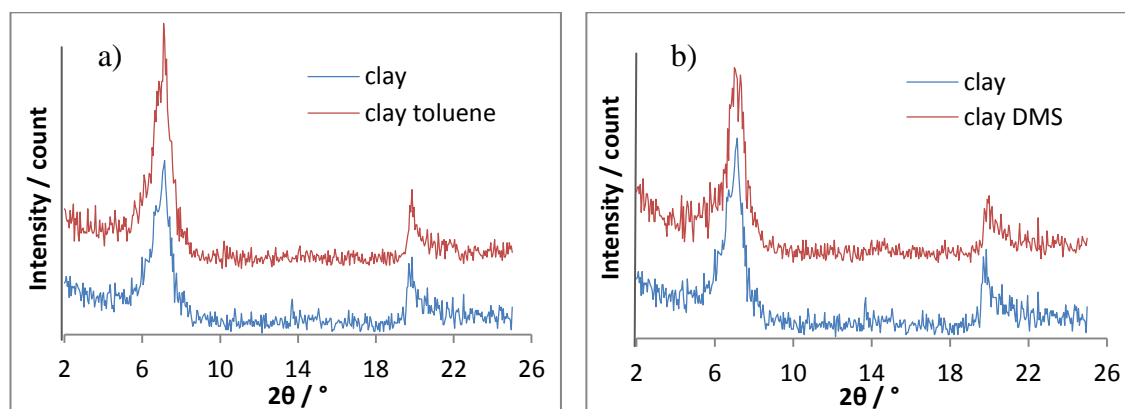 a)
clay
clay toluene
Intensity / count
2 6 10 14 18 22 26
2θ / °
b)
clay
clay DMS
Intensity / count
2 6 10 14 18 22 26
2θ / °